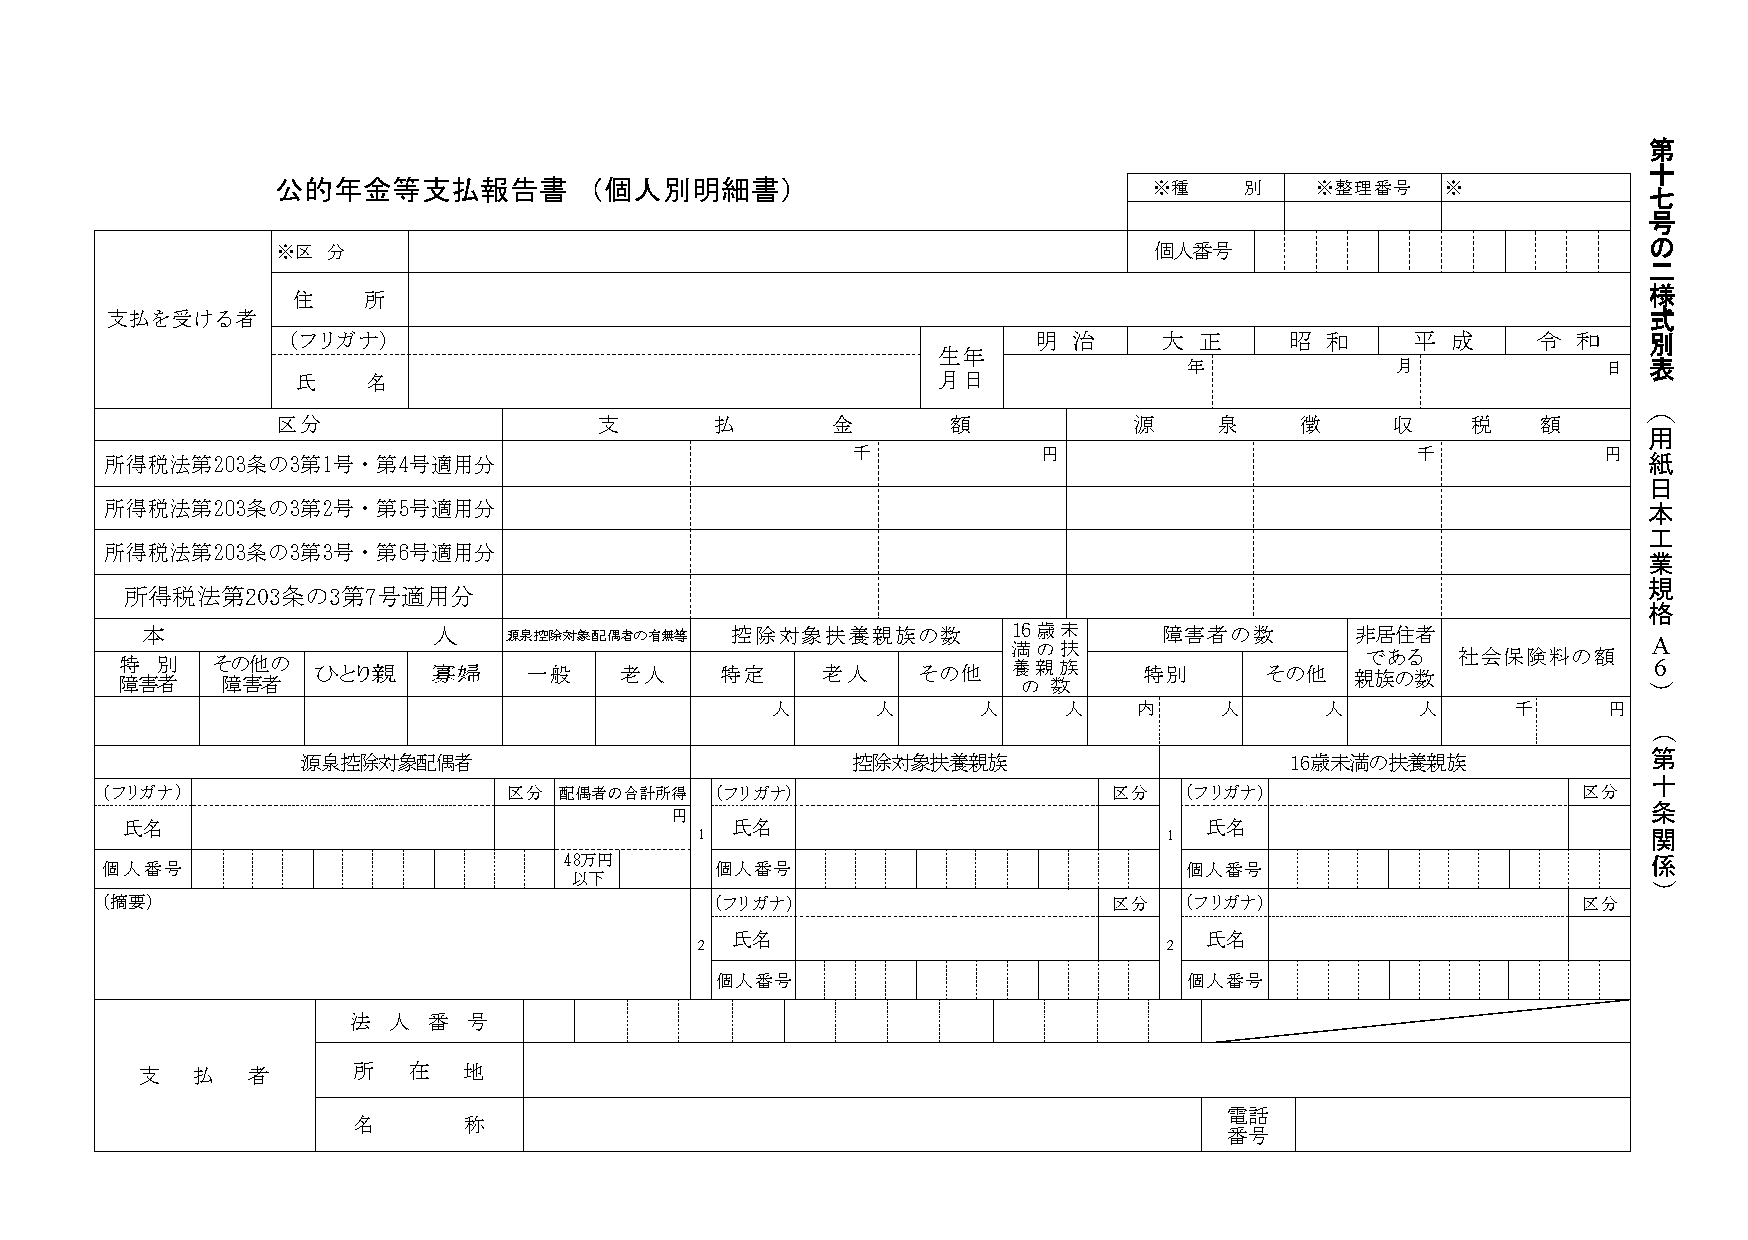 公的年金等支払報告書 （個人別明細書）
※種 別 ※整理番号 ※
支払を受ける者
※区 分
個人番号
住 所
（フリガナ）
氏 名
生年
月日
明 治 大 正 昭 和 平 成 令 和
年 月 日
区分 支 払 金 額 源 泉 徴 収 税 額
所得税法第203条の3第1号・第4号適用分 千 円 千 円
所得税法第203条の3第2号・第5号適用分
所得税法第203条の3第3号・第6号適用分
所得税法第203条の3第7号適用分
本 人
源泉控除対象配偶者の有無等
控除対象扶養親族の数
16歳未
満の扶
養親族
の 数
障害者の数
非居住者
である
親族の数
社会保険料の額
特 別
障害者
その他の
障害者
ひとり親 寡婦 一般 老人 特定 老人 その他 特別 その他
人 人 人 人 内 人 人 人 千 円
源泉控除対象配偶者 控除対象扶養親族 16歳未満の扶養親族
（フリガナ） 区分 配偶者の合計所得
氏名 円
個人番号 48万円
以下
1 （フリガナ） 区分
氏名
個人番号
1 （フリガナ） 区分
氏名
個人番号
（摘要）
2 （フリガナ） 区分
氏名
個人番号
2 （フリガナ） 区分
氏名
個人番号
支 払 者
法 人 番 号
所 在 地
名 称
電話
番号
第十七号の二様式別表 （用紙日本工業規格A6） （第十条関係）